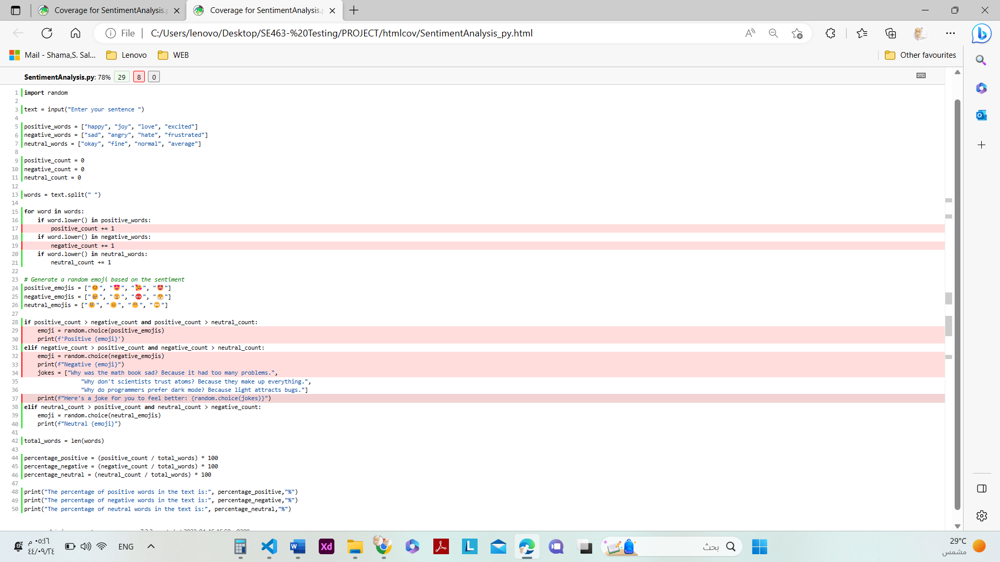 Coverage for SentimentAnalysis.p
Coverage for SentimentAnalysis.p
File
C:/Users/lenovo/Desktop/SE463-%20Testing/PROJECT/htmlcov/SentimentAnalysis_py.html
Mail - Shama,S. Sal...
Lenovo
WEB
Other favourites
SentimentAnalysis.py: 78% 29 8 0
1 import random
2
3 text = input("Enter your sentence ")
4
5 positive_words = ["happy", "joy", "love", "excited"]
6 negative_words = ["sad", "angry", "hate", "frustrated"]
7 neutral_words = ["okay", "fine", "normal", "average"]
8
9 positive_count = 0
10 negative_count = 0
11 neutral_count = 0
12
13 words = text.split(" ")
14
15 for word in words:
16 if word.lower() in positive_words:
17 positive_count += 1
18 if word.lower() in negative_words:
19 negative_count += 1
20 if word.lower() in neutral_words:
21 neutral_count += 1
22
23 # Generate a random emoji based on the sentiment
24 positive_emojis = ["😊", "😍", "🥰", "🤩"]
25 negative_emojis = ["", "", "", ""]
26 neutral_emojis = ["😐", "😑", "😶", "🙄"]
27
28 if positive_count > negative_count and positive_count > neutral_count:
29 emoji = random.choice(positive_emojis)
30 print(f'Positive {emoji}')
31 elif negative_count > positive_count and negative_count > neutral_count:
32 emoji = random.choice(negative_emojis)
33 print(f"Negative {emoji}")
34 jokes = ["Why was the math book sad? Because it had too many problems.",
35 "Why don't scientists trust atoms? Because they make up everything.",
36 "Why do programmers prefer dark mode? Because light attracts bugs."]
37 print(f"Here's a joke for you to feel better: {random.choice(jokes)}")
38 elif neutral_count > positive_count and neutral_count > negative_count:
39 emoji = random.choice(neutral_emojis)
40 print(f"Neutral {emoji}")
41
42 total_words = len(words)
43
44 percentage_positive = (positive_count / total_words) * 100
45 percentage_negative = (negative_count / total_words) * 100
46 percentage_neutral = (neutral_count / total_words) * 100
47
48 print("The percentage of positive words in the text is:", percentage_positive,"%")
49 print("The percentage of negative words in the text is:", percentage_negative,"%")
50 print("The percentage of neutral words in the text is:", percentage_neutral,"%")
٠٥:١٦ م
٤٤/٠٩/٢٤
ENG
Xd
بحث
29°C
مشمس